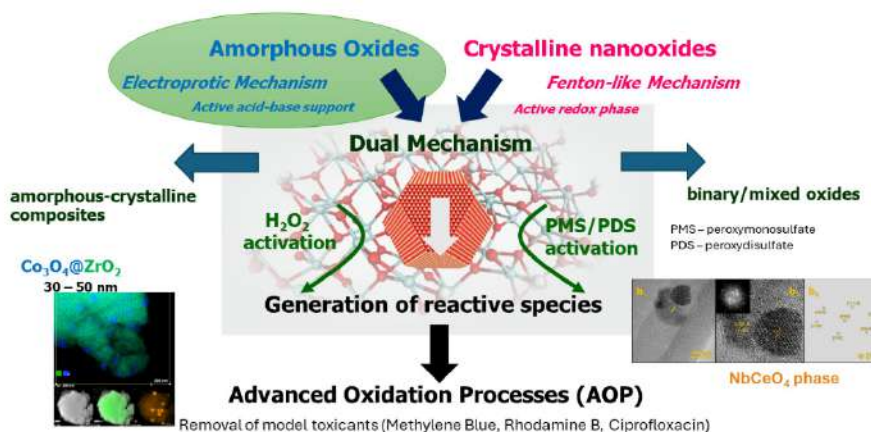 Amorphous Oxides
Crystalline nanooxides
Electroprotic Mechanism
Fenton-like Mechanism
Active acid-base support
Active redox phase
Dual Mechanism
amorphous-crystalline
composites
binary/mixed oxides
H₂O₂
activation
PMS/PDS
activation
PMS – peroxymonosulfate
PDS – peroxydisulfate
Co₃O₄@ZrO₂
30 – 50 nm
Generation of reactive species
NbCeO₄ phase
Advanced Oxidation Processes (AOP)
Removal of model toxicants (Methylene Blue, Rhodamine B, Ciprofloxacin)